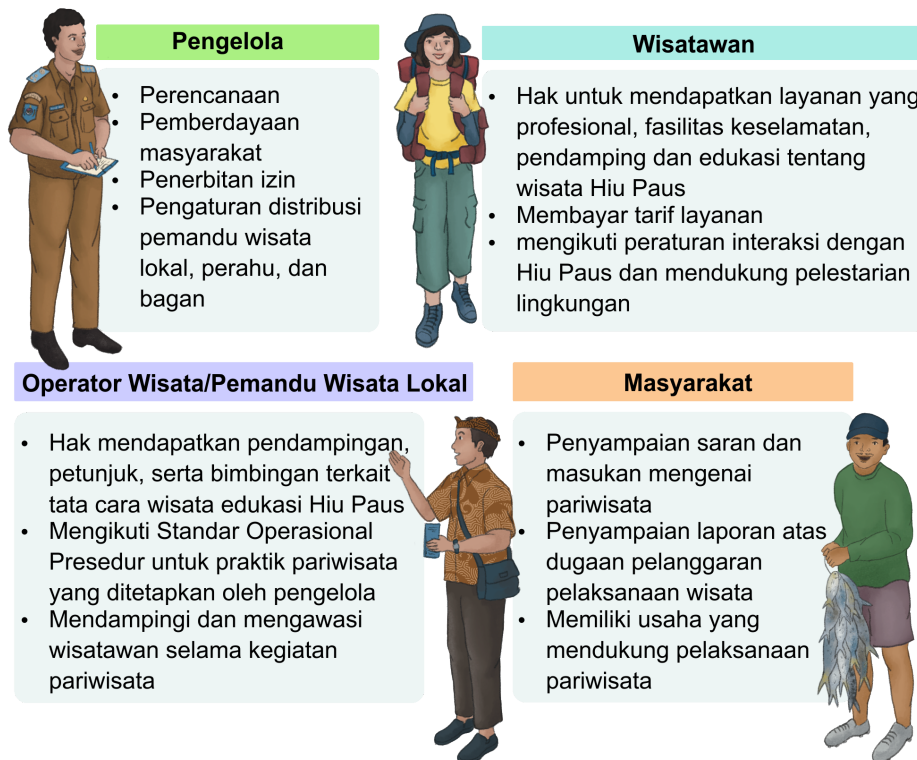 Pengelola
• Perencanaan
• Pemberdayaan
masyarakat
• Penerbitan izin
• Pengaturan distribusi
pemandu wisata
lokal, perahu, dan
bagan
Wisatawan
• Hak untuk mendapatkan layanan yang
profesional, fasilitas keselamatan,
pendamping dan edukasi tentang
wisata Hiu Paus
• Membayar tarif layanan
• mengikuti peraturan interaksi dengan
Hiu Paus dan mendukung pelestarian
lingkungan
Operator Wisata/Pemandu Wisata Lokal
• Hak mendapatkan pendampingan,
petunjuk, serta bimbingan terkait
tata cara wisata edukasi Hiu Paus
• Mengikuti Standar Operasional
Presedur untuk praktik pariwisata
yang ditetapkan oleh pengelola
• Mendampingi dan mengawasi
wisatawan selama kegiatan
pariwisata
Masyarakat
• Penyampaian saran dan
masukan mengenai
pariwisata
• Penyampaian laporan atas
dugaan pelanggaran
pelaksanaan wisata
• Memiliki usaha yang
mendukung pelaksanaan
pariwisata